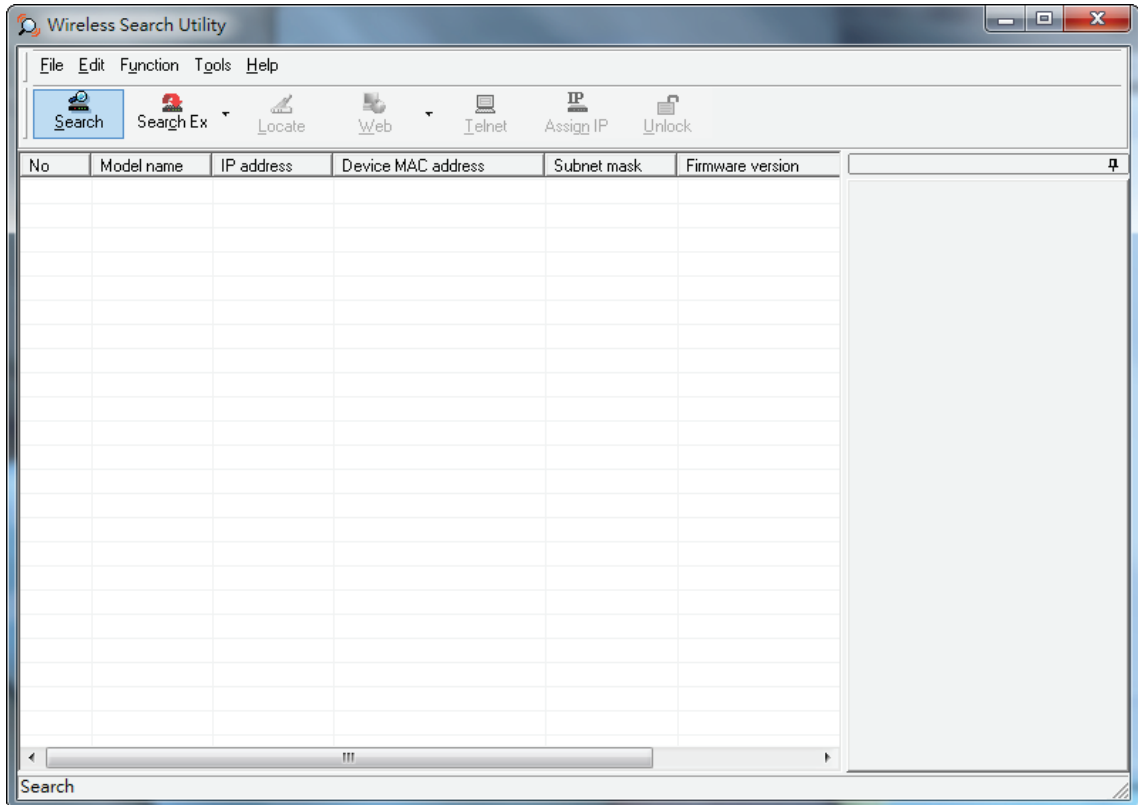 Wireless Search Utility
File Edit Function Tools Help
Search Search Ex Locate Web Telnet Assign IP Unlock
No Model name IP address Device MAC address Subnet mask Firmware version
Search